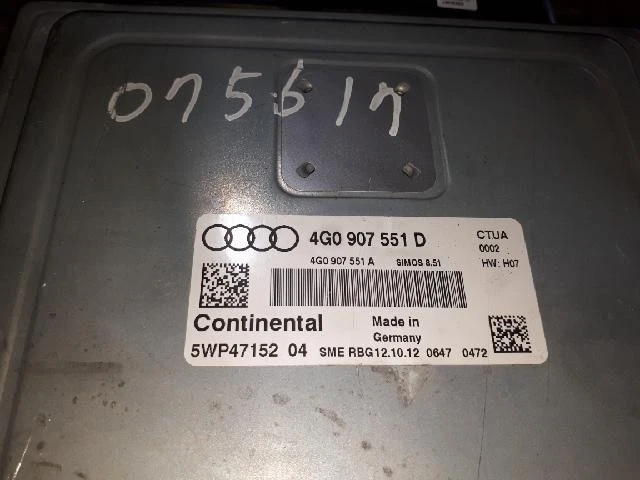 075617
4G0 907 551 D
CTUA
0002
4G0 907 551 A SIMOS 8.51
HW: H07
Continental
Made in
Germany
5WP47152 04 SME RBG12.10.12 0647 0472